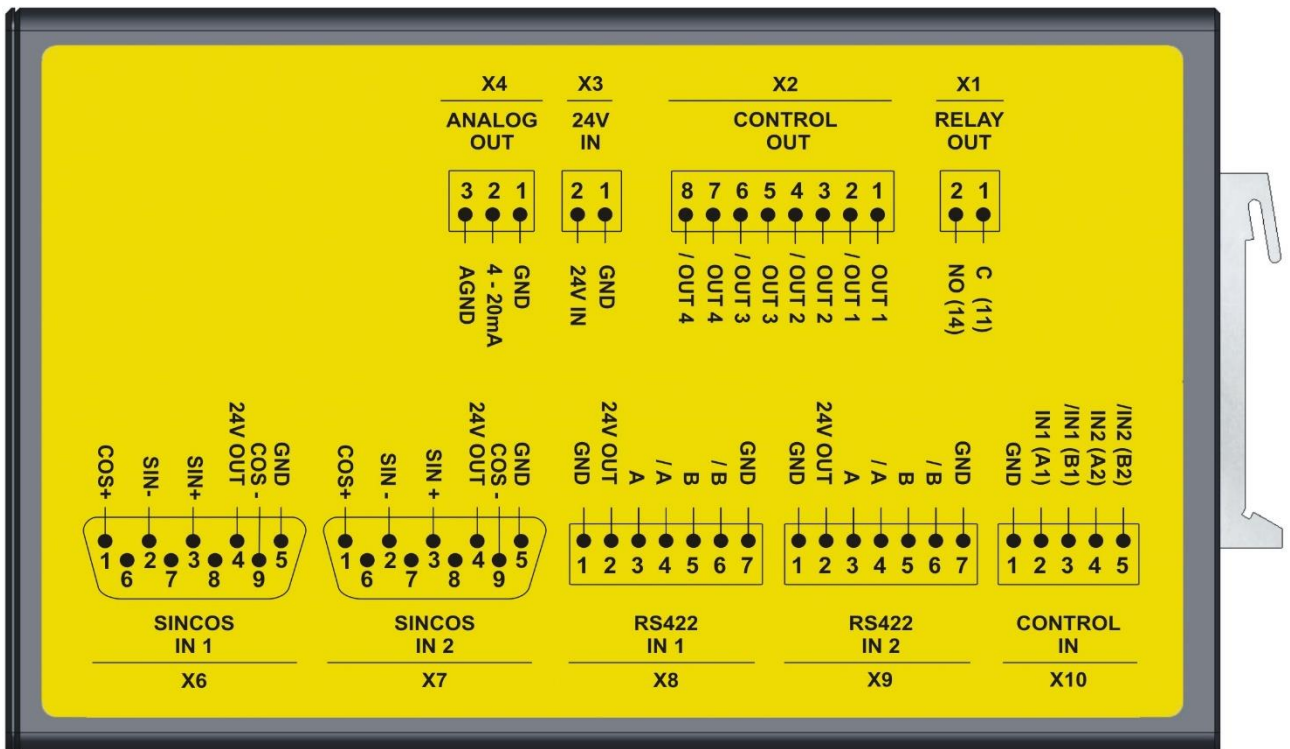 X4 X3 X2 X1
ANALOG 24V CONTROL RELAY
OUT IN OUT OUT
3 2 1 2 1 8 7 6 5 4 3 2 1 2 1
AGND
4 - 20mA
GND
24V IN
GND
/ OUT 4
OUT 4
/ OUT 3
OUT 3
/ OUT 2
OUT 2
/ OUT 1
OUT 1
NO (14)
C (11)
COS+
SIN-
SIN+
24V OUT
COS -
GND
COS+
SIN -
SIN +
24V OUT
COS -
GND
GND
24V OUT
A
/ A
B
/ B
GND
GND
24V OUT
A
/ A
B
/ B
GND
GND
IN1 (A1)
/IN1 (B1)
IN2 (A2)
/IN2 (B2)
1 2 3 4 5 1 2 3 4 5 1 2 3 4 5 6 7 1 2 3 4 5 6 7 1 2 3 4 5
6 7 8 9 6 7 8 9
SINCOS SINCOS RS422 RS422 CONTROL
IN 1 IN 2 IN 1 IN 2 IN
X6 X7 X8 X9 X10